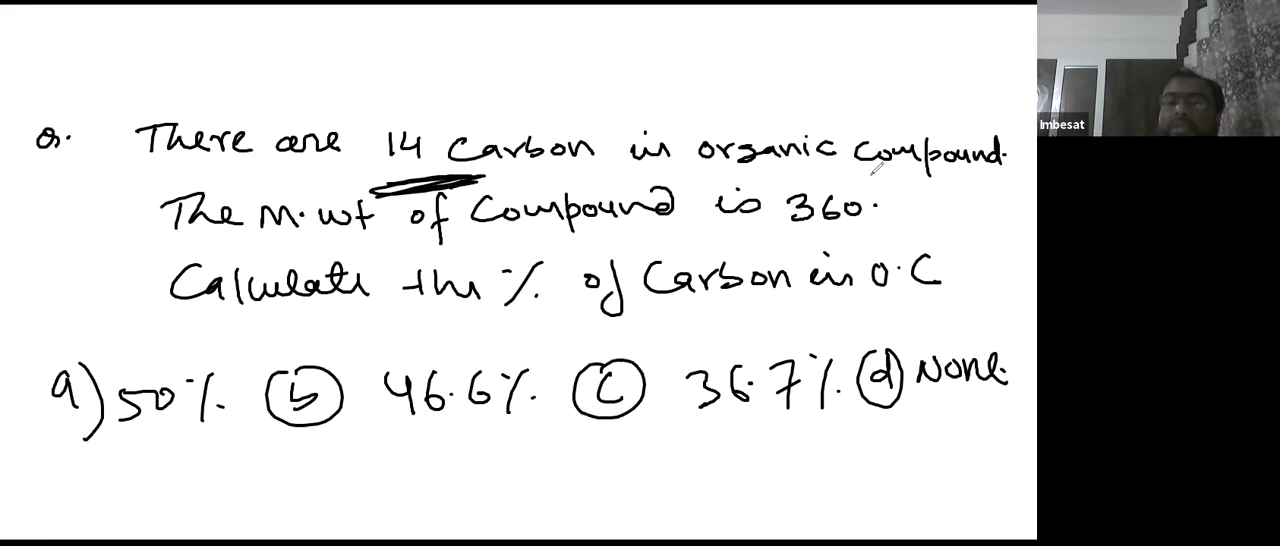 Q. There are 14 Carbon in organic compound.
The M.wt of Compound is 360.
Calculate the % of Carbon in O.C
a) 50% (b) 46.6% (c) 36.7% (d) None.
Imbesat